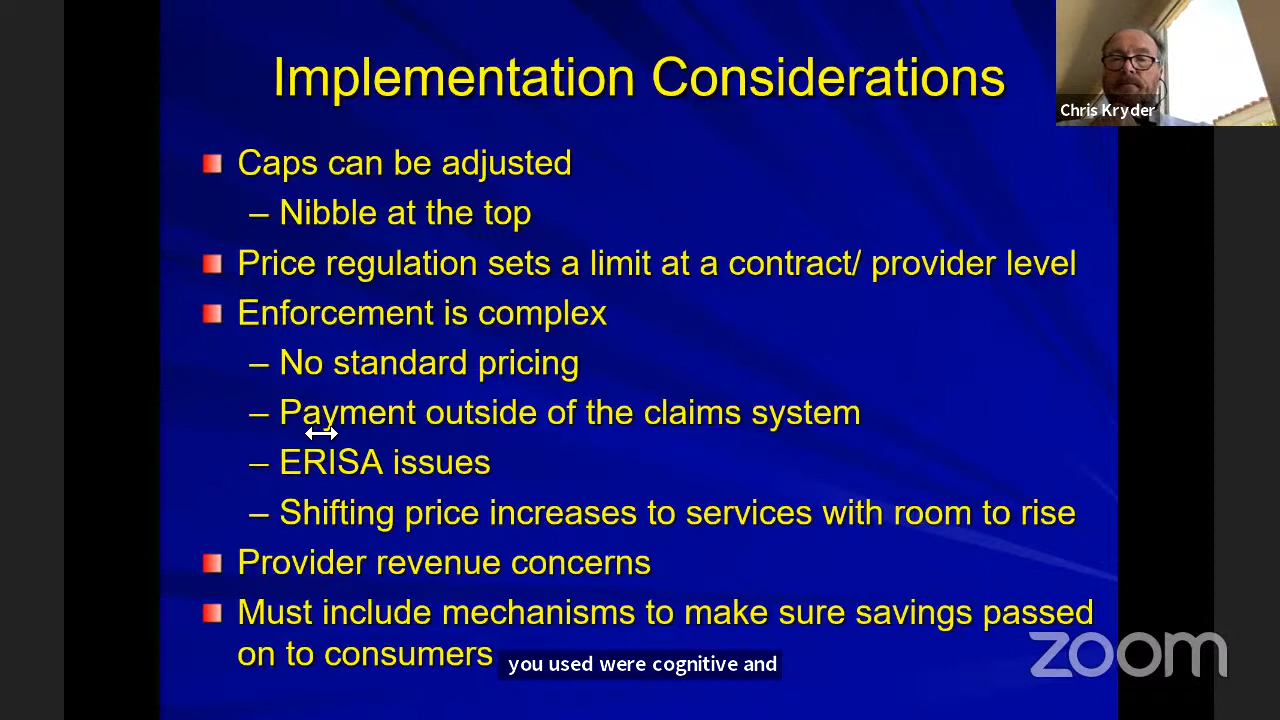 Implementation Considerations
Chris Kryder
Caps can be adjusted
– Nibble at the top
Price regulation sets a limit at a contract/ provider level
Enforcement is complex
– No standard pricing
– Payment outside of the claims system
– ERISA issues
– Shifting price increases to services with room to rise
Provider revenue concerns
Must include mechanisms to make sure savings passed
on to consumers
you used were cognitive and
zoom